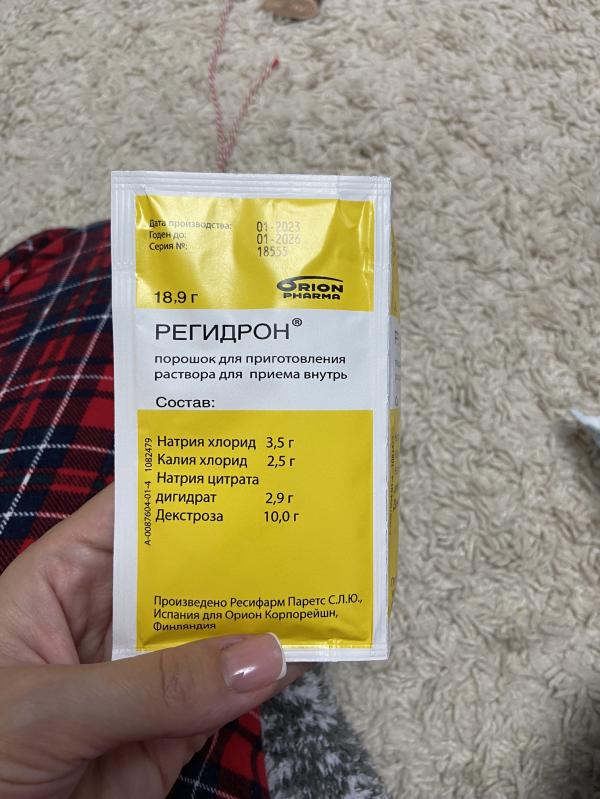 Дата производства: 01-2023
Годен до: 01-2026
Серия №: 18555
ORION
PHARMA
18,9 г
РЕГИДРОН®
порошок для приготовления
раствора для приема внутрь
Состав:
Натрия хлорид 3,5 г
Калия хлорид 2,5 г
Натрия цитрата
дигидрат 2,9 г
Декстроза 10,0 г
А-0087604-01-4 1082479
Произведено Ресифарм Паретс С.Л.Ю.,
Испания для Орион Корпорейшн,
Финляндия